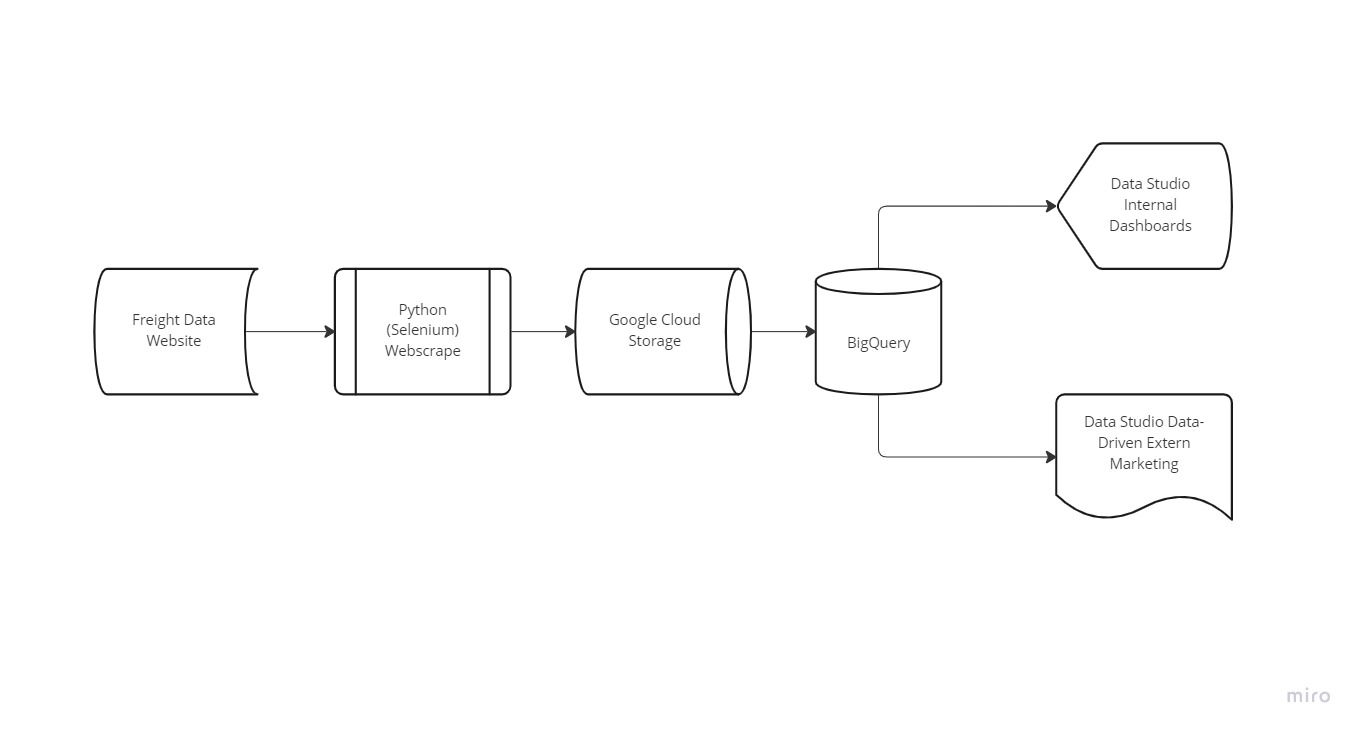 Freight Data
Website
Python
(Selenium)
Webscrape
Google Cloud
Storage
BigQuery
Data Studio
Internal
Dashboards
Data Studio Data-
Driven Extern
Marketing
miro